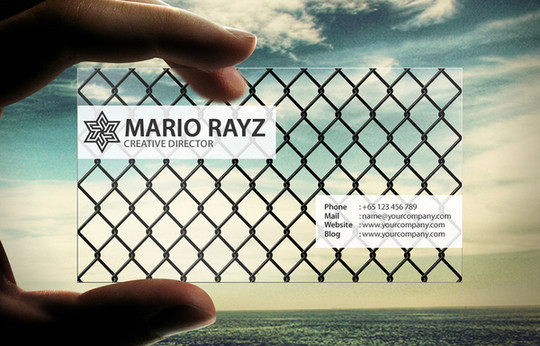 MARIO RAYZ
CREATIVE DIRECTOR
Phone : +65 123 456 789
Mail : name@yourcompany.com
Website : www.yourcompany.com
Blog : www.yourcompany.com